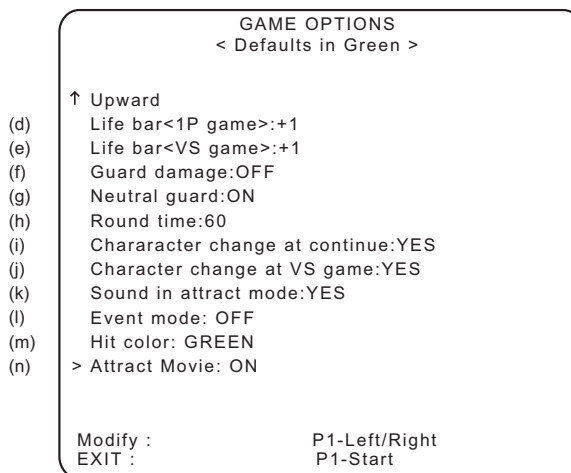 GAME OPTIONS
< Defaults in Green >
↑ Upward
(d) Life bar<1P game>:+1
(e) Life bar<VS game>:+1
(f) Guard damage:OFF
(g) Neutral guard:ON
(h) Round time:60
(i) Chararacter change at continue:YES
(j) Character change at VS game:YES
(k) Sound in attract mode:YES
(l) Event mode: OFF
(m) Hit color: GREEN
(n) > Attract Movie: ON
Modify : P1-Left/Right
EXIT : P1-Start